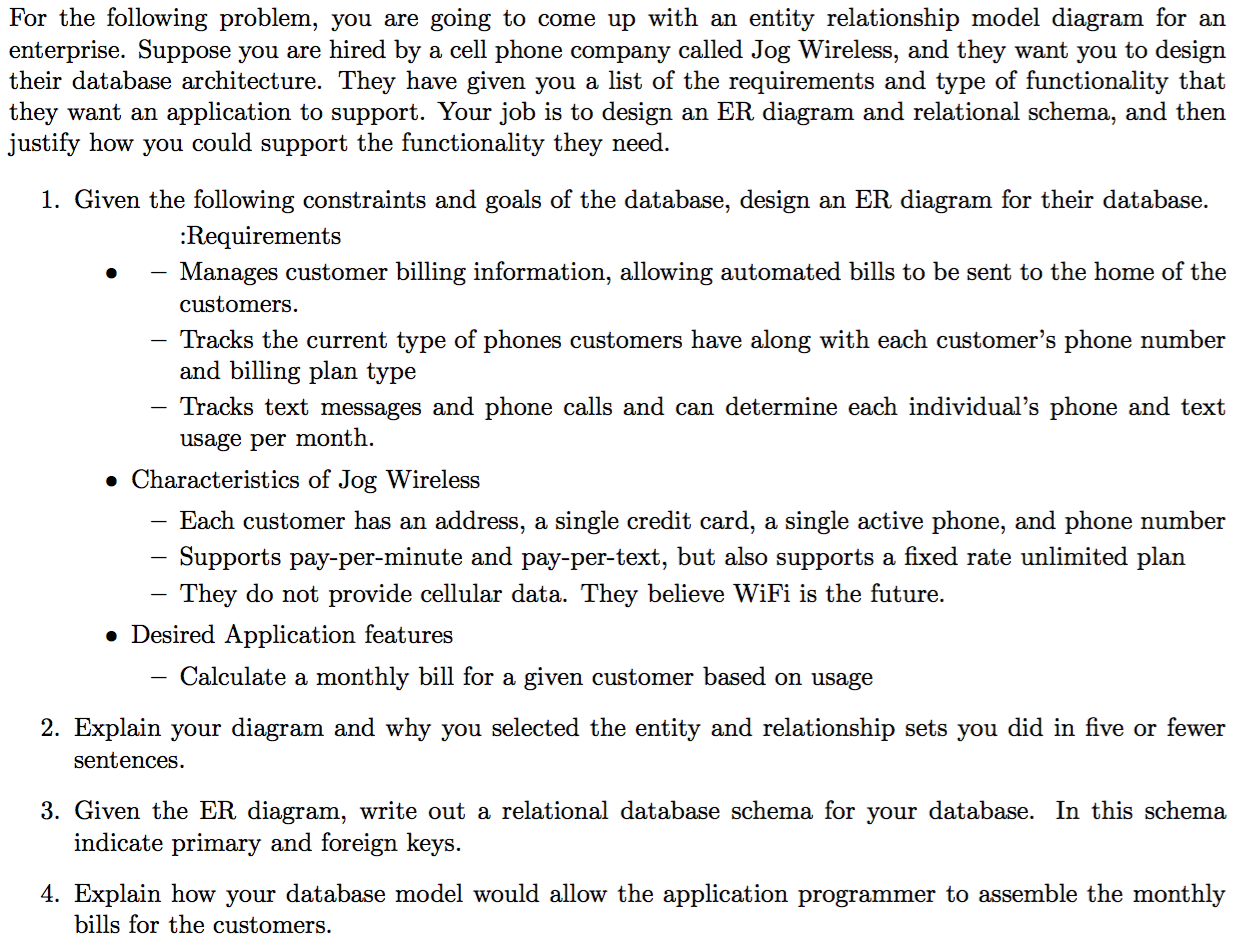 For the following problem, you are going to come up with an entity relationship model diagram for an
enterprise. Suppose you are hired by a cell phone company called Jog Wireless, and they want you to design
their database architecture. They have given you a list of the requirements and type of functionality that
they want an application to support. Your job is to design an ER diagram and relational schema, and then
justify how you could support the functionality they need.
1. Given the following constraints and goals of the database, design an ER diagram for their database.
:Requirements
• – Manages customer billing information, allowing automated bills to be sent to the home of the
customers.
– Tracks the current type of phones customers have along with each customer's phone number
and billing plan type
– Tracks text messages and phone calls and can determine each individual's phone and text
usage per month.
• Characteristics of Jog Wireless
– Each customer has an address, a single credit card, a single active phone, and phone number
– Supports pay-per-minute and pay-per-text, but also supports a fixed rate unlimited plan
– They do not provide cellular data. They believe WiFi is the future.
• Desired Application features
– Calculate a monthly bill for a given customer based on usage
2. Explain your diagram and why you selected the entity and relationship sets you did in five or fewer
sentences.
3. Given the ER diagram, write out a relational database schema for your database. In this schema
indicate primary and foreign keys.
4. Explain how your database model would allow the application programmer to assemble the monthly
bills for the customers.